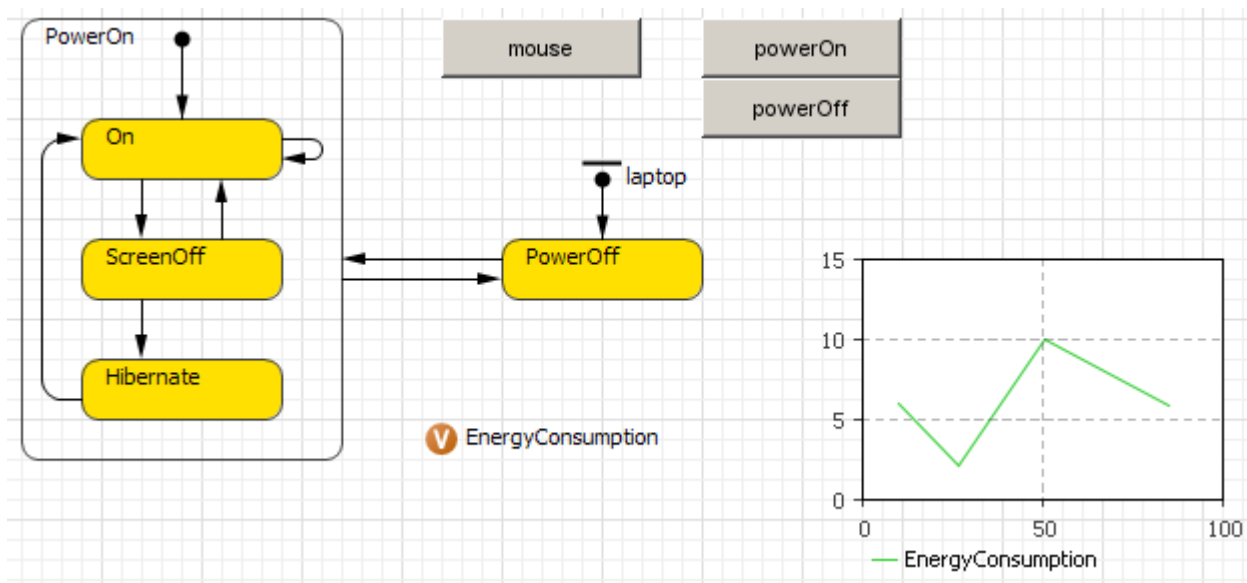 PowerOn
mouse
powerOn
powerOff
On
laptop
ScreenOff
PowerOff
Hibernate
V EnergyConsumption
15
10
5
0
0 50 100
EnergyConsumption